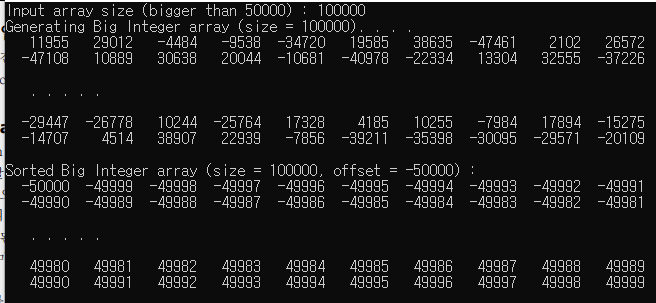 Input array size (bigger than 50000) : 100000
Generating Big Integer array (size = 100000). . . .
11955 29012 -4484 -9538 -34720 19585 38635 -47461 2102 26572
-47108 10889 30638 20044 -10681 -40978 -22334 13304 32555 -37226
. . . . .
-29447 -26778 10244 -25764 17328 4185 10255 -7984 17894 -15275
-14707 4514 38907 22939 -7856 -39211 -35398 -30095 -29571 -20109
Sorted Big Integer array (size = 100000, offset = -50000) :
-50000 -49999 -49998 -49997 -49996 -49995 -49994 -49993 -49992 -49991
-49990 -49989 -49988 -49987 -49986 -49985 -49984 -49983 -49982 -49981
. . . . .
49980 49981 49982 49983 49984 49985 49986 49987 49988 49989
49990 49991 49992 49993 49994 49995 49996 49997 49998 49999